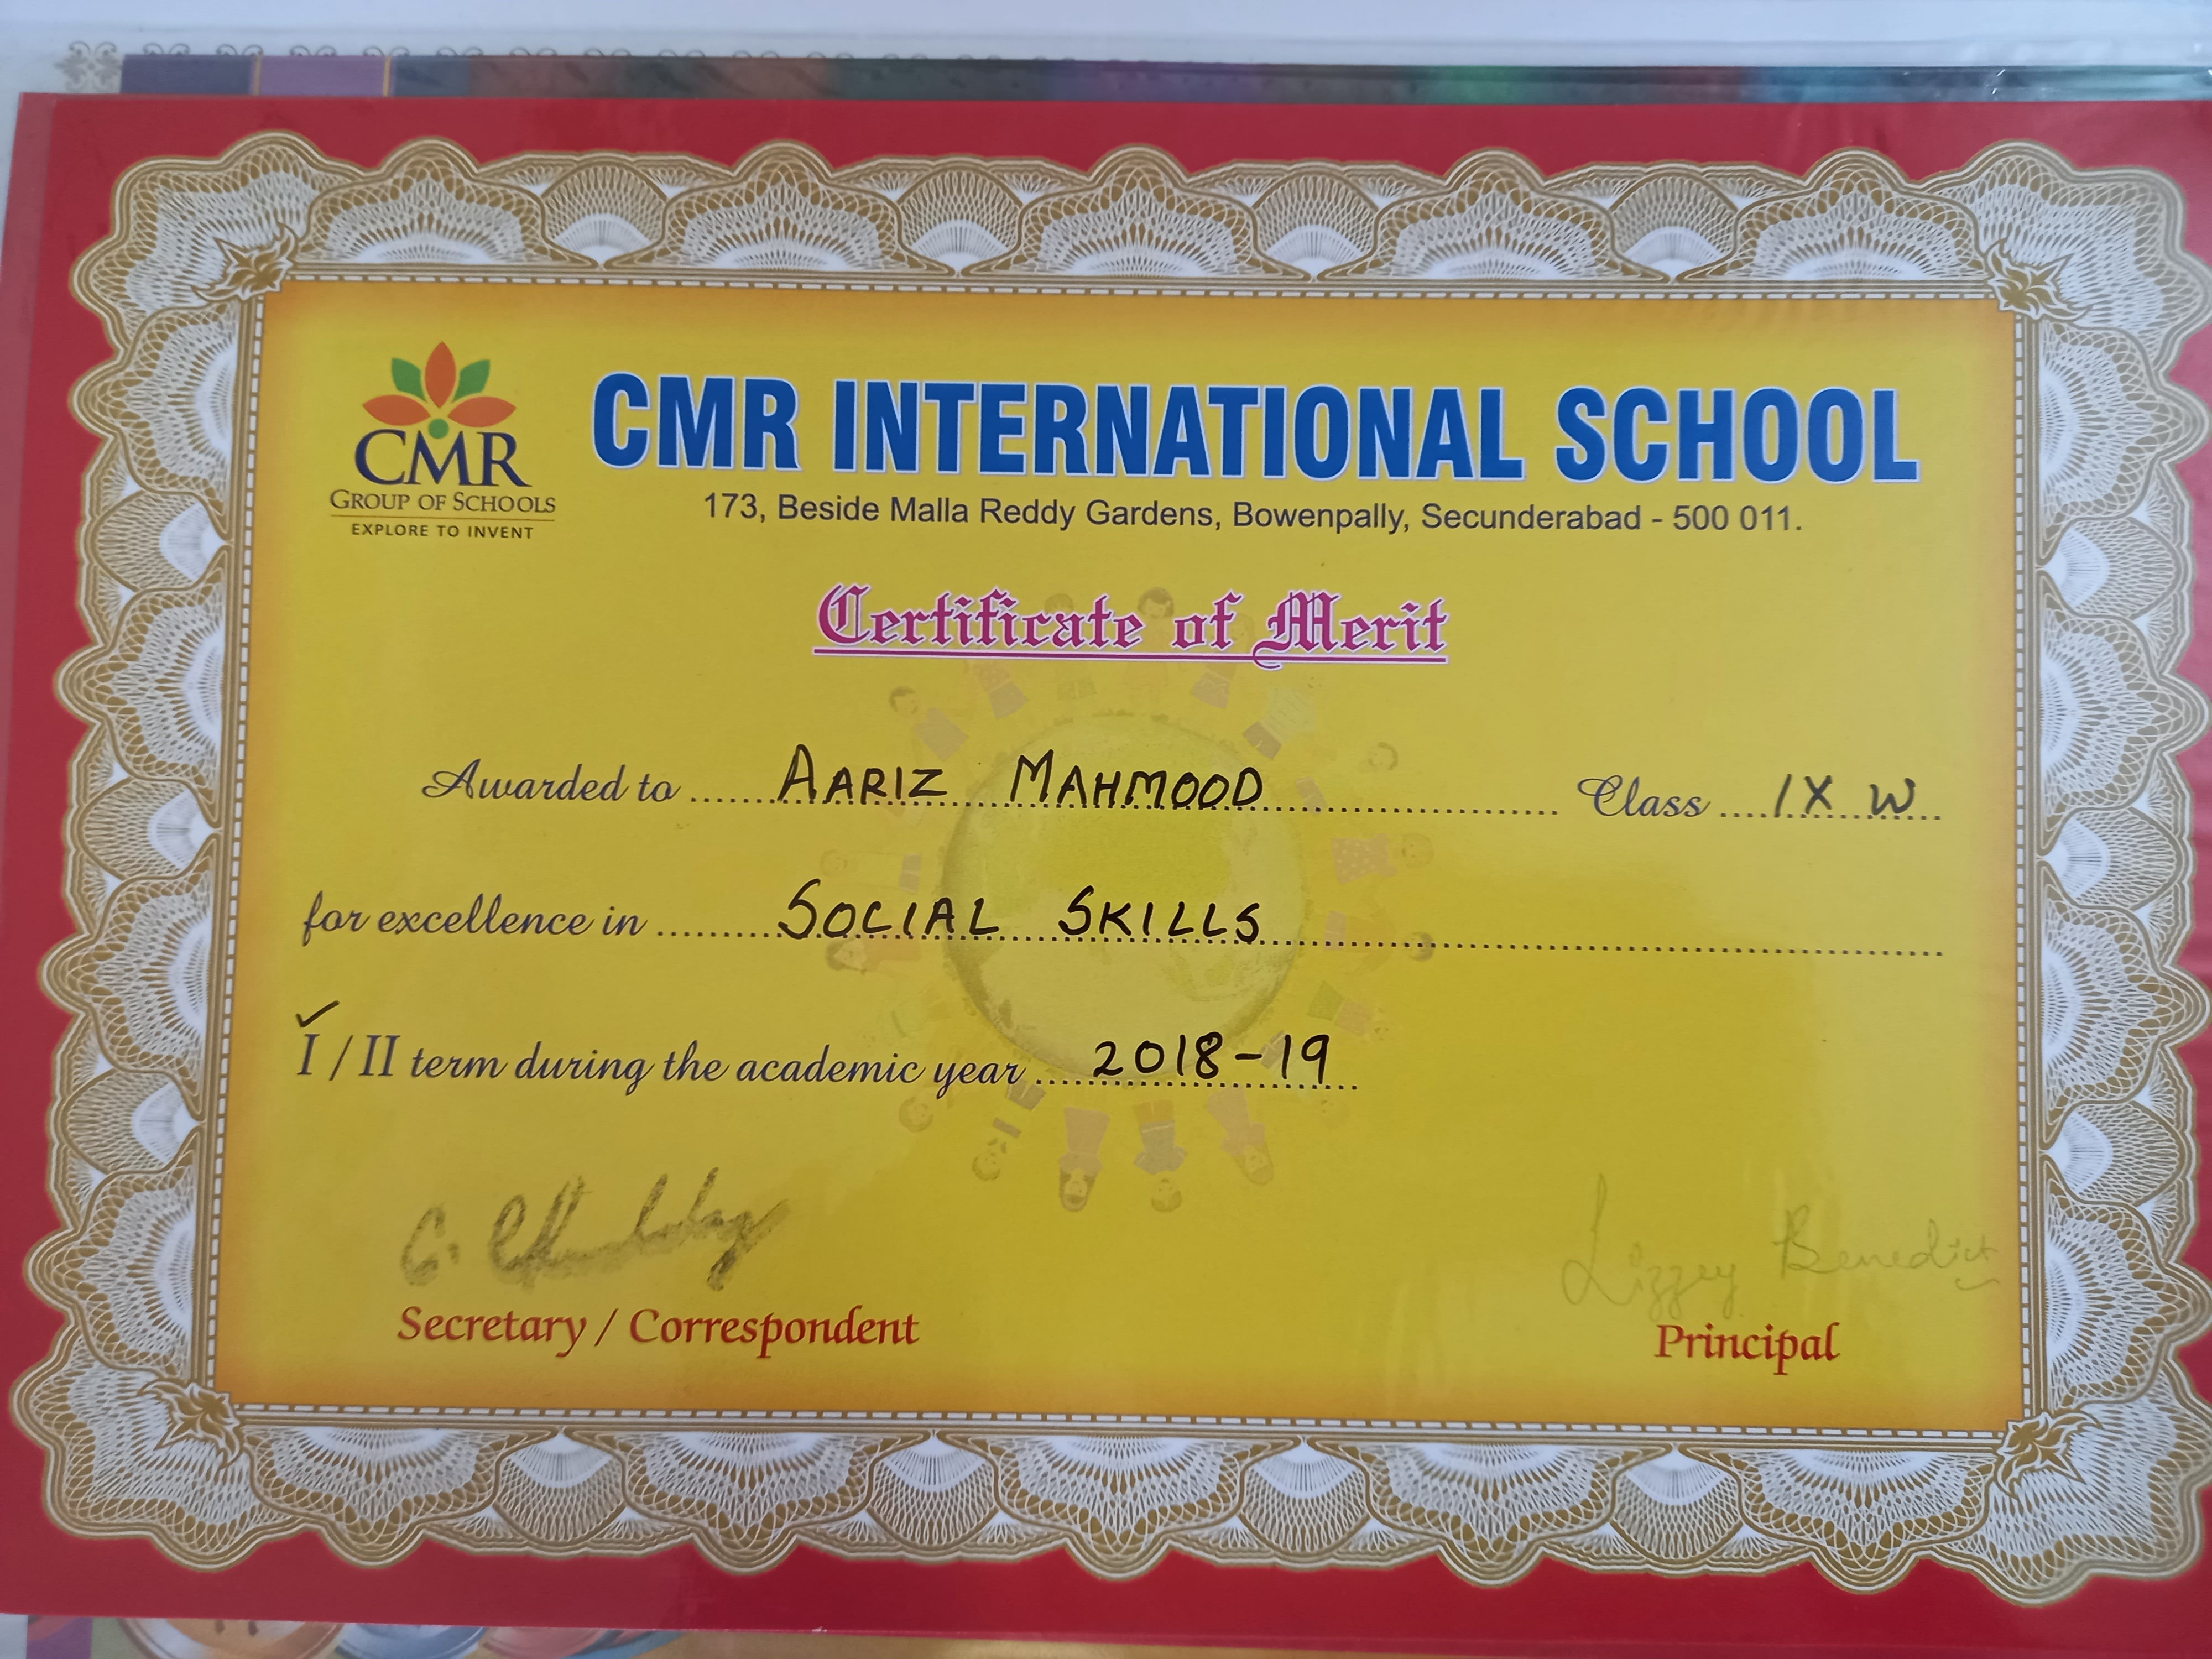 CMR
GROUP OF SCHOOLS
EXPLORE TO INVENT
CMR INTERNATIONAL SCHOOL
173, Beside Malla Reddy Gardens, Bowenpally, Secunderabad - 500 011.
Certificate of Merit
Awarded to ...... AARIZ MAHMOOD ...... Class .... IX W ....
for excellence in ...... SOCIAL SKILLS ......
✓
I / II term during the academic year .... 2018-19 ....
Lizzey Benedict
Secretary / Correspondent
Principal